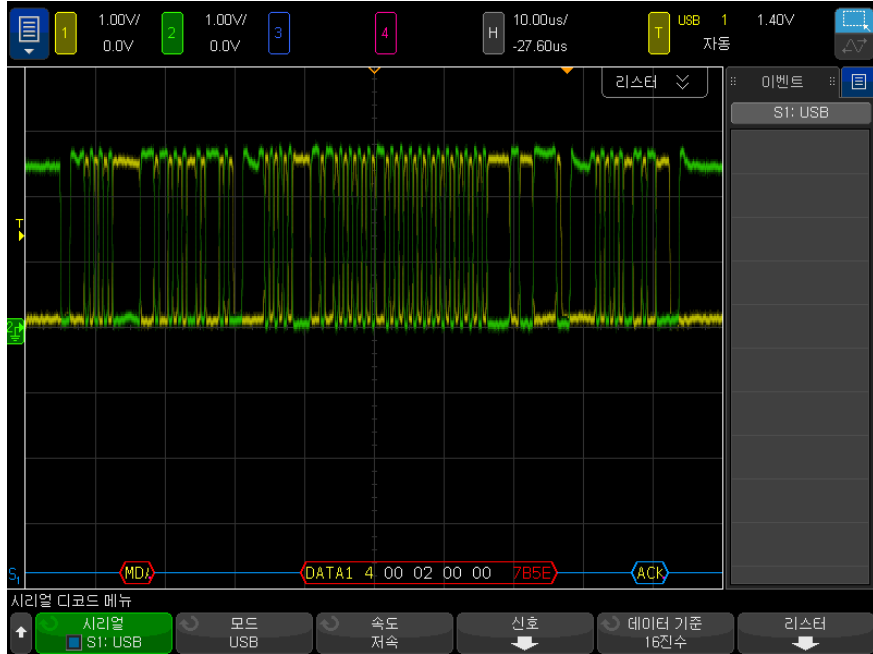 1 1.00V/ 2 1.00V/ 3 4 H 10.00us/ T USB 1 1.40V
0.0V 0.0V -27.60us 자동
리스터 이벤트
S1: USB
T
2
S1 MDA DATA1 4 00 02 00 00 7B5E ACK
시리얼 디코드 메뉴
시리얼 모드 속도 신호 데이터 기준 리스터
S1: USB USB 저속 16진수